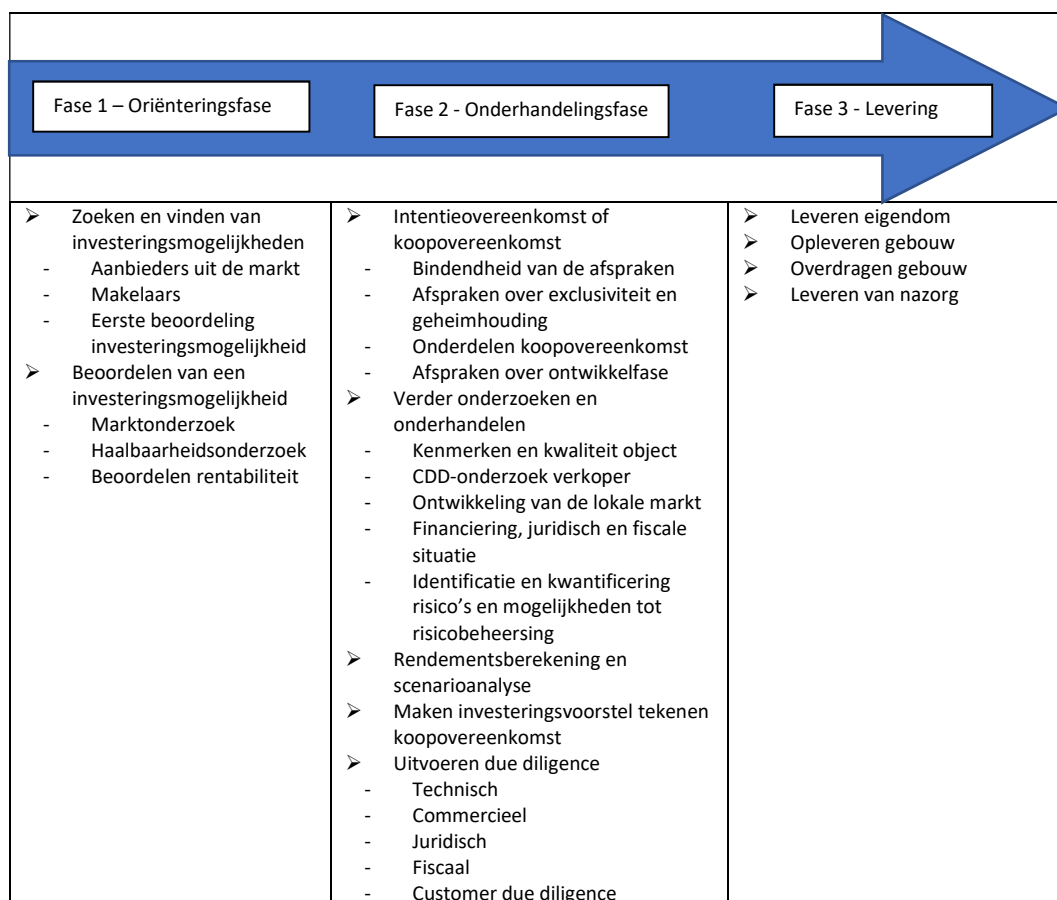 Fase 1 – Oriënteringsfase
Fase 2 - Onderhandelingsfase
Fase 3 - Levering
➢ Zoeken en vinden van
investeringsmogelijkheden
- Aanbieders uit de markt
- Makelaars
- Eerste beoordeling
investeringsmogelijkheid
➢ Beoordelen van een
investeringsmogelijkheid
- Marktonderzoek
- Haalbaarheidsonderzoek
- Beoordelen rentabiliteit
➢ Intentieovereenkomst of
koopovereenkomst
- Bindendheid van de afspraken
- Afspraken over exclusiviteit en
geheimhouding
- Onderdelen koopovereenkomst
- Afspraken over ontwikkelfase
➢ Verder onderzoeken en
onderhandelen
- Kenmerken en kwaliteit object
- CDD-onderzoek verkoper
- Ontwikkeling van de lokale markt
- Financiering, juridisch en fiscale
situatie
- Identificatie en kwantificering
risico’s en mogelijkheden tot
risicobeheersing
➢ Rendementsberekening en
scenarioanalyse
➢ Maken investeringsvoorstel tekenen
koopovereenkomst
➢ Uitvoeren due diligence
- Technisch
- Commercieel
- Juridisch
- Fiscaal
- Customer due diligence
➢ Leveren eigendom
➢ Opleveren gebouw
➢ Overdragen gebouw
➢ Leveren van nazorg